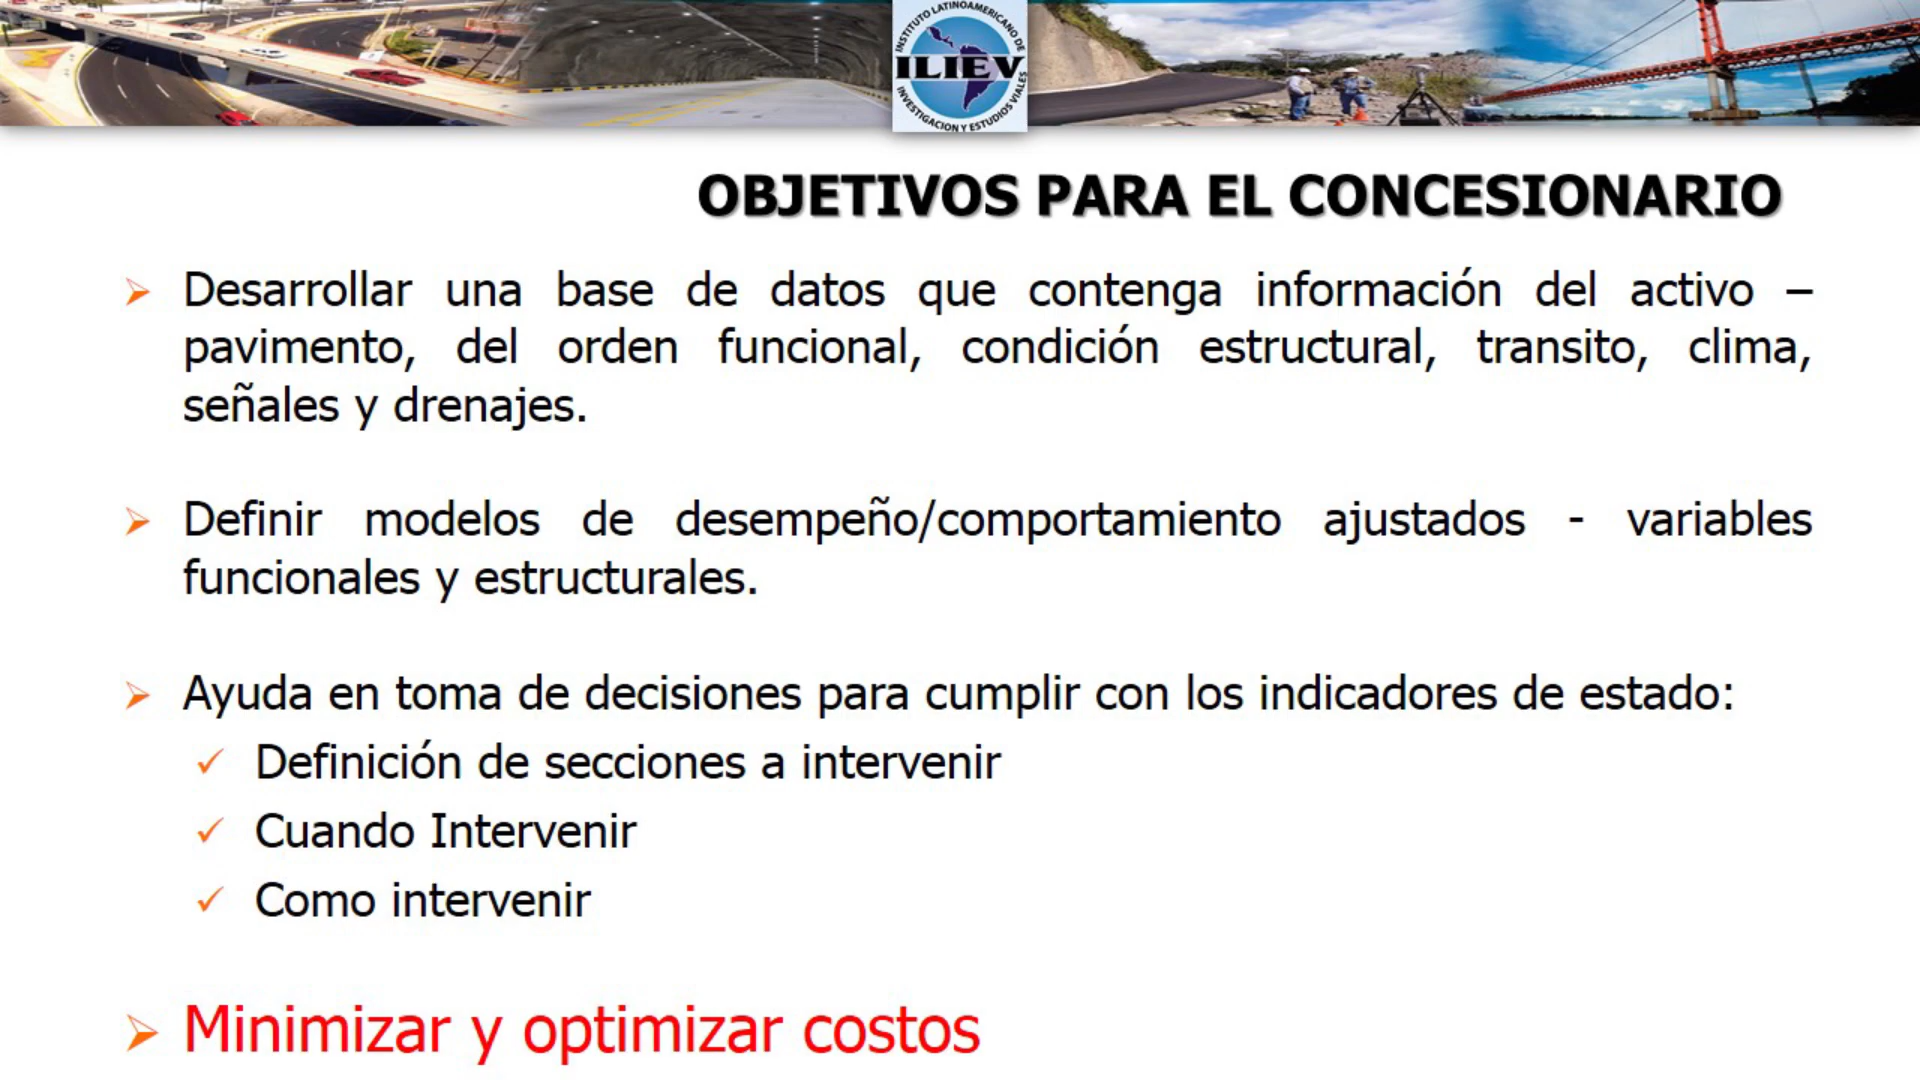 INSTITUTO LATINOAMERICANO DE
ILIEV
INVESTIGACION Y ESTUDIOS VIALES
OBJETIVOS PARA EL CONCESIONARIO
Desarrollar una base de datos que contenga información del activo –
pavimento, del orden funcional, condición estructural, transito, clima,
señales y drenajes.
Definir modelos de desempeño/comportamiento ajustados - variables
funcionales y estructurales.
Ayuda en toma de decisiones para cumplir con los indicadores de estado:
Definición de secciones a intervenir
Cuando Intervenir
Como intervenir
Minimizar y optimizar costos